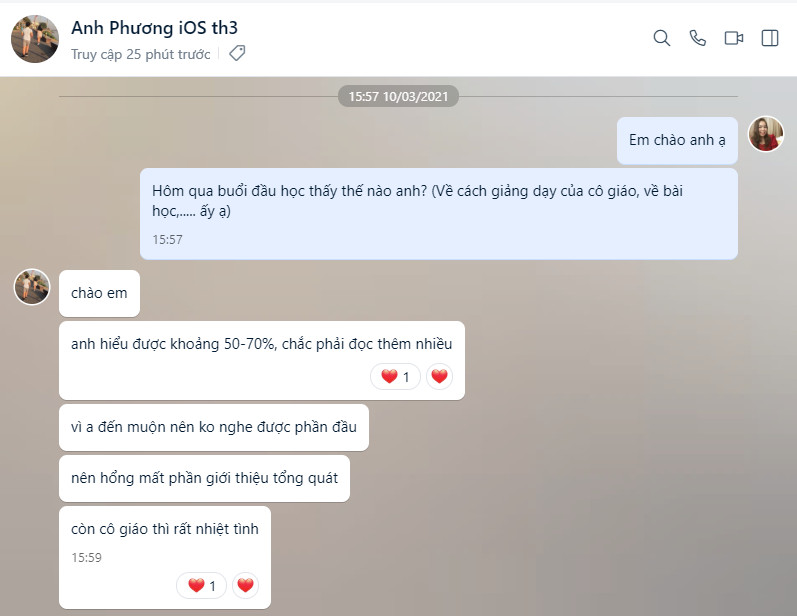 Anh Phương iOS th3
Truy cập 25 phút trước
15:57 10/03/2021
Em chào anh ạ
Hôm qua buổi đầu học thấy thế nào anh? (Về cách giảng dạy của cô giáo, về bài
học,..... ấy ạ)
15:57
chào em
anh hiểu được khoảng 50-70%, chắc phải đọc thêm nhiều
1
vì a đến muộn nên ko nghe được phần đầu
nên hổng mất phần giới thiệu tổng quát
còn cô giáo thì rất nhiệt tình
15:59
1